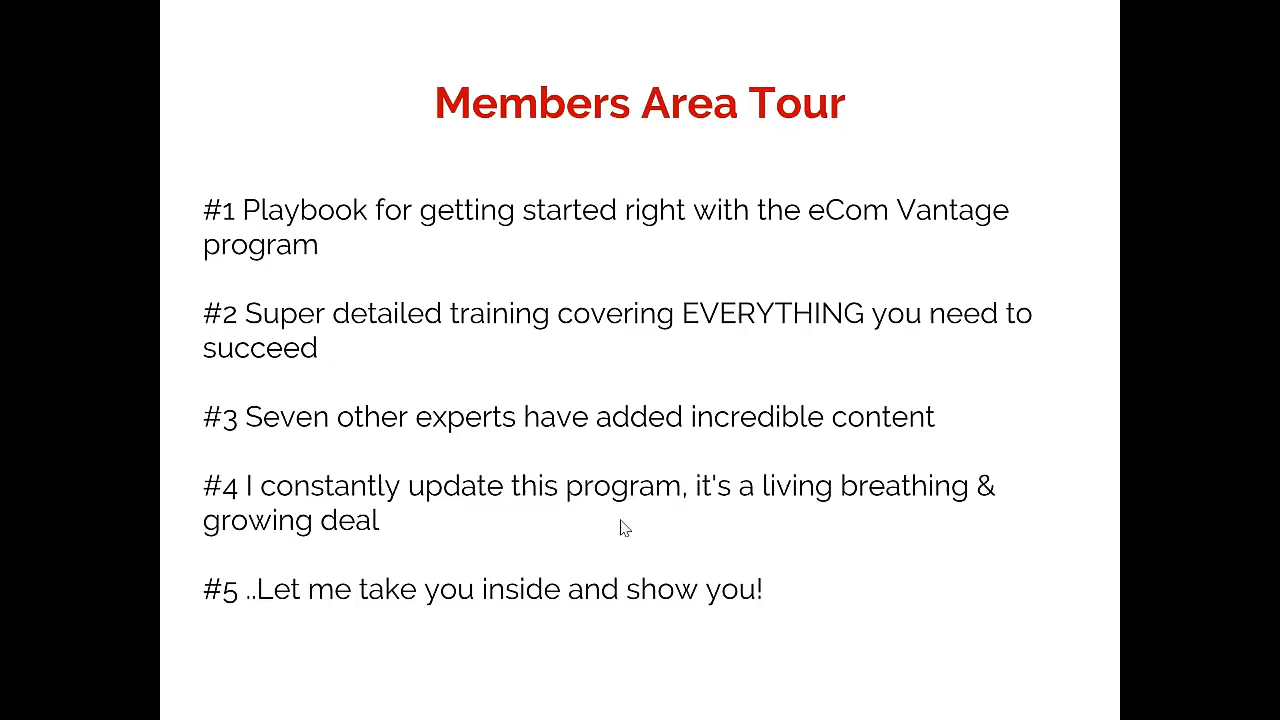 Members Area Tour
#1 Playbook for getting started right with the eCom Vantage
program
#2 Super detailed training covering EVERYTHING you need to
succeed
#3 Seven other experts have added incredible content
#4 I constantly update this program, it's a living breathing &
growing deal
#5 ..Let me take you inside and show you!